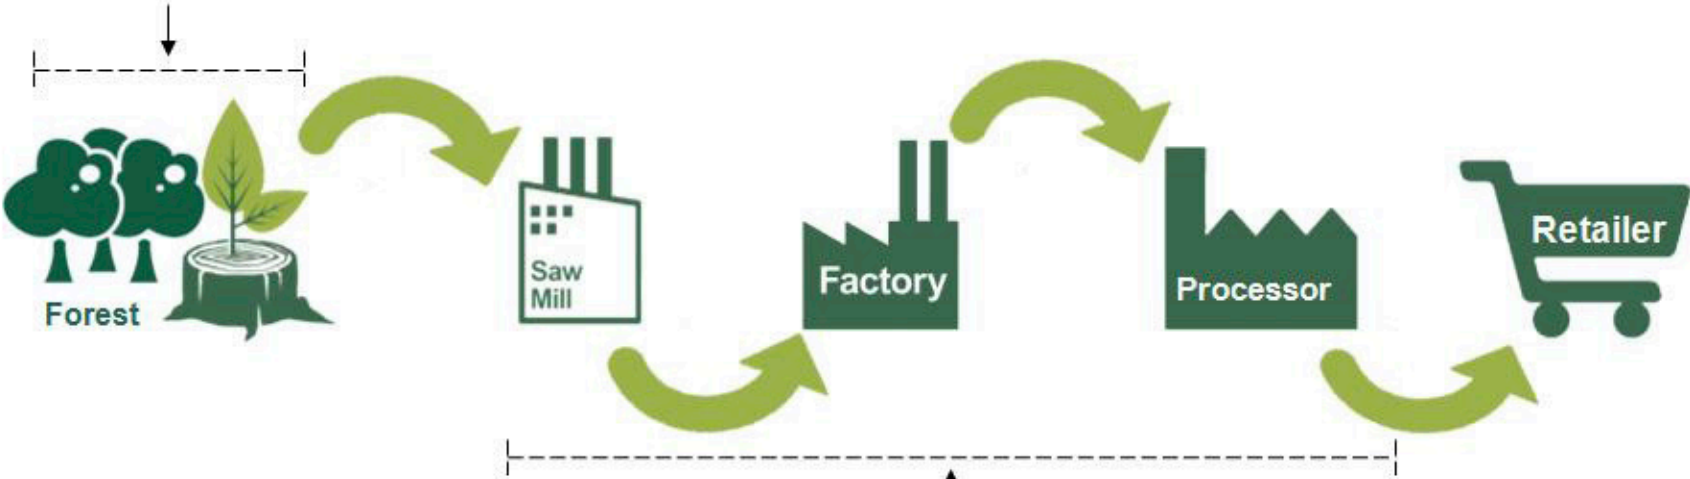 Forest
Saw
Mill
Factory
Processor
Retailer